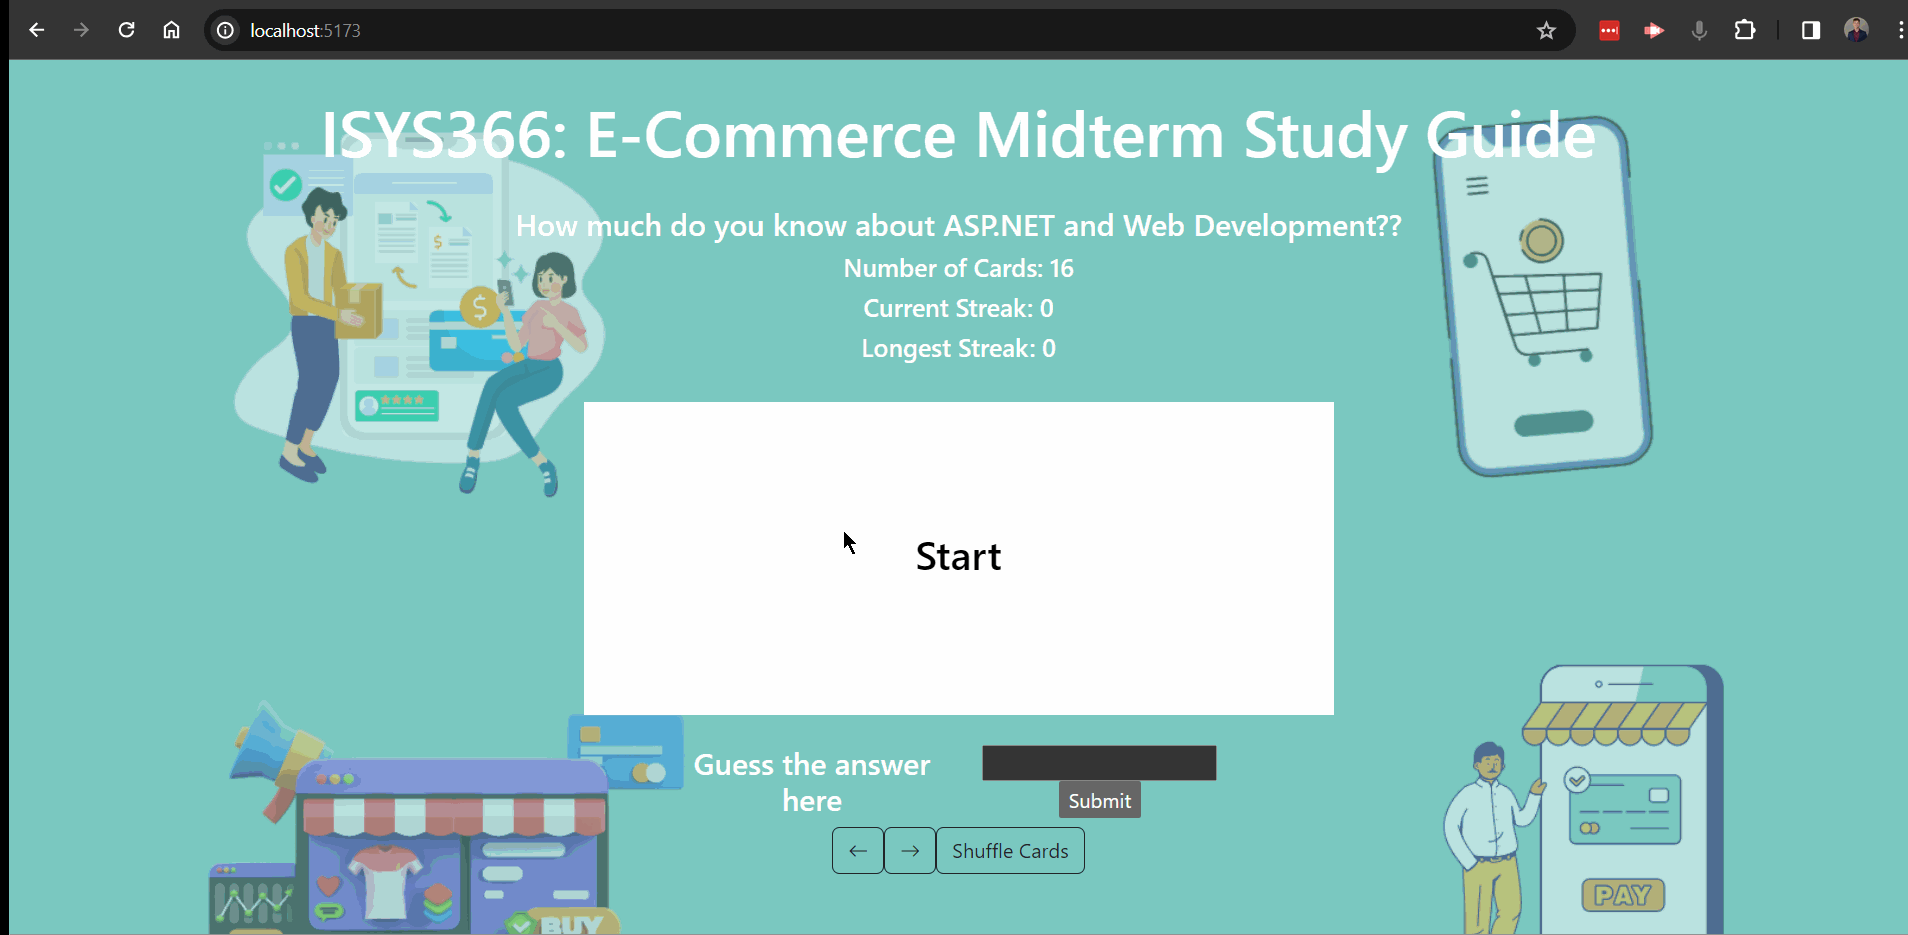 localhost:5173
ISYS366: E-Commerce Midterm Study Guide
How much do you know about ASP.NET and Web Development??
Number of Cards: 16
Current Streak: 0
Longest Streak: 0
$
$
Start
Guess the answer
here
Submit
← → Shuffle Cards
BUY
PAY